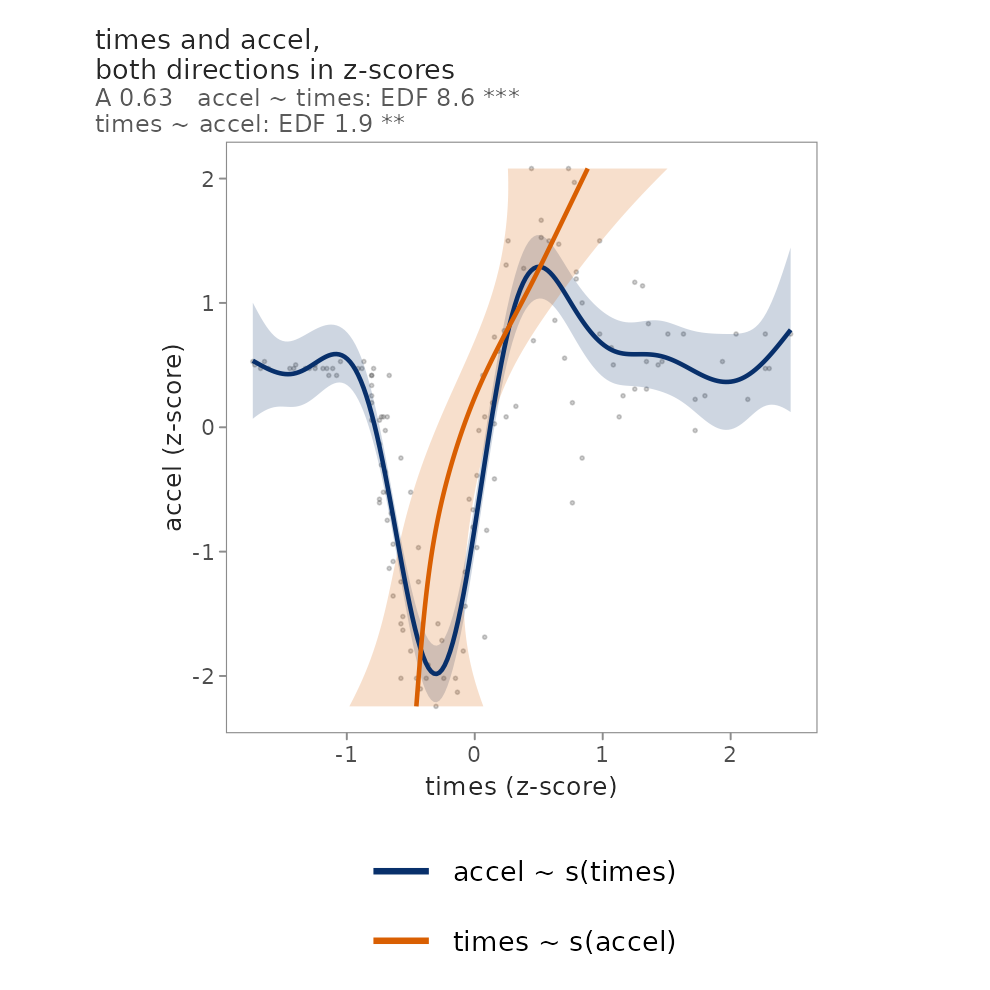 times and accel,
both directions in z-scores
A 0.63   accel ~ times: EDF 8.6 ***
times ~ accel: EDF 1.9 **
2
1
0
-1
-2
accel (z-score)
-1
0
1
2
times (z-score)
accel ~ s(times)
times ~ s(accel)